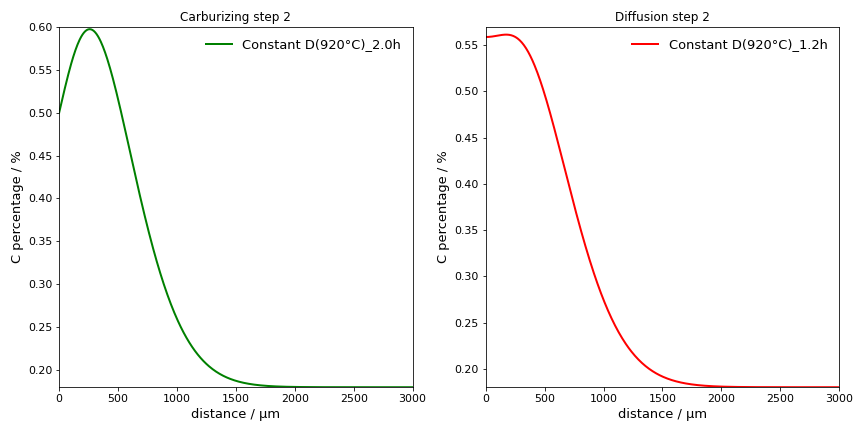 Carburizing step 2
Constant D(920°C)_2.0h
C percentage / %
0.60
0.55
0.50
0.45
0.40
0.35
0.30
0.25
0.20
0 500 1000 1500 2000 2500 3000
distance / μm
Diffusion step 2
Constant D(920°C)_1.2h
C percentage / %
0.55
0.50
0.45
0.40
0.35
0.30
0.25
0.20
0 500 1000 1500 2000 2500 3000
distance / μm